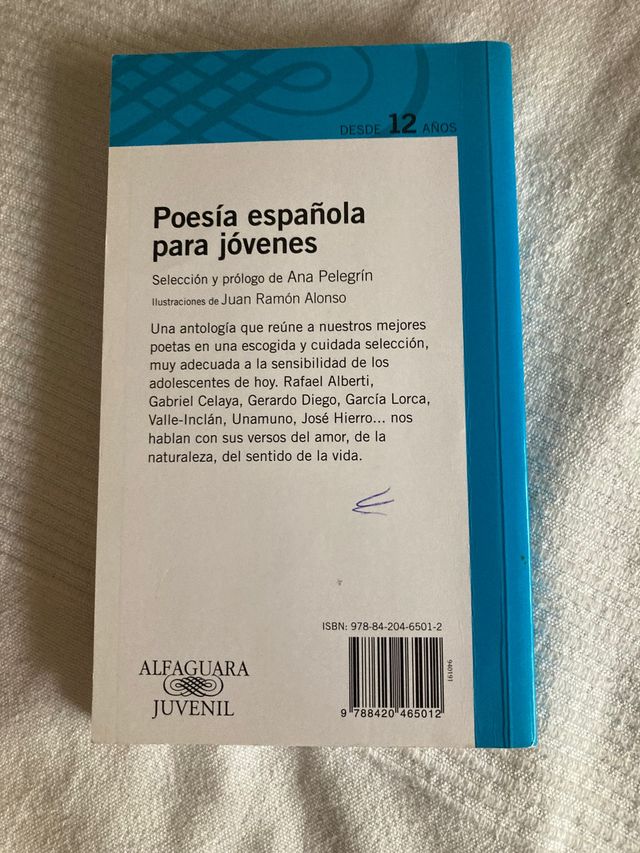 DESDE 12 AÑOS
Poesía española
para jóvenes
Selección y prólogo de Ana Pelegrín
Ilustraciones de Juan Ramón Alonso
Una antología que reúne a nuestros mejores
poetas en una escogida y cuidada selección,
muy adecuada a la sensibilidad de los
adolescentes de hoy. Rafael Alberti,
Gabriel Celaya, Gerardo Diego, García Lorca,
Valle-Inclán, Unamuno, José Hierro... nos
hablan con sus versos del amor, de la
naturaleza, del sentido de la vida.
ISBN: 978-84-204-6501-2
940191
9 788420 465012
ALFAGUARA
JUVENIL